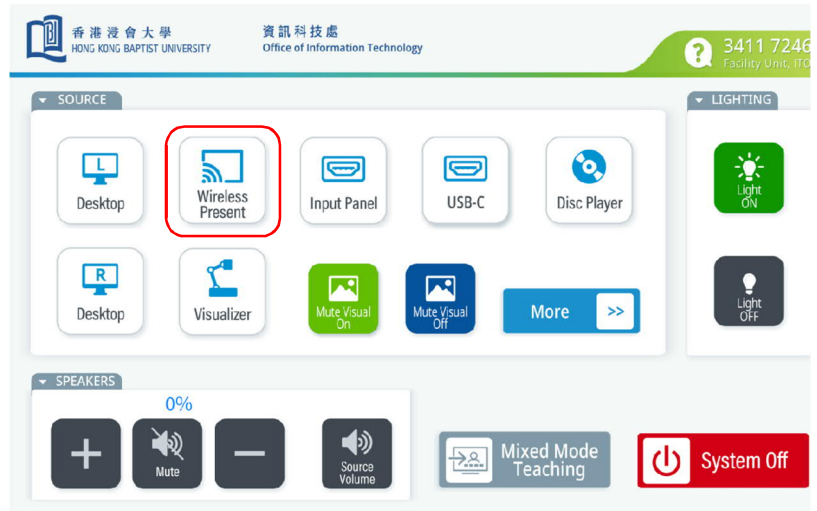 香港浸會大學
HONG KONG BAPTIST UNIVERSITY
資訊科技處
Office of Information Technology
3411 7246
Facility Unit, ITO
SOURCE
L
Desktop
Wireless
Present
Input Panel
USB-C
Disc Player
R
Desktop
Visualizer
Mute Visual
On
Mute Visual
Off
More >>
LIGHTING
Light
ON
Light
OFF
SPEAKERS
0%
+
Mute
−
Source
Volume
Mixed Mode
Teaching
System Off